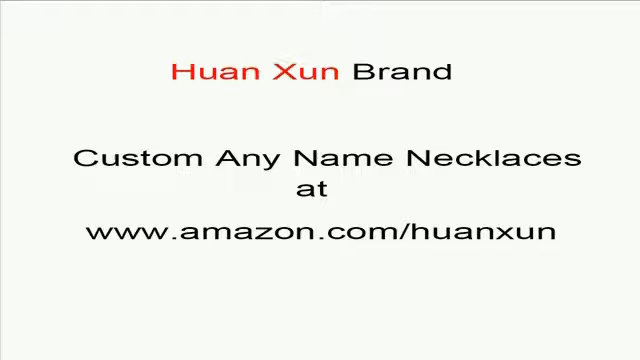 Huan Xun Brand
Custom Any Name Necklaces
at
www.amazon.com/huanxun